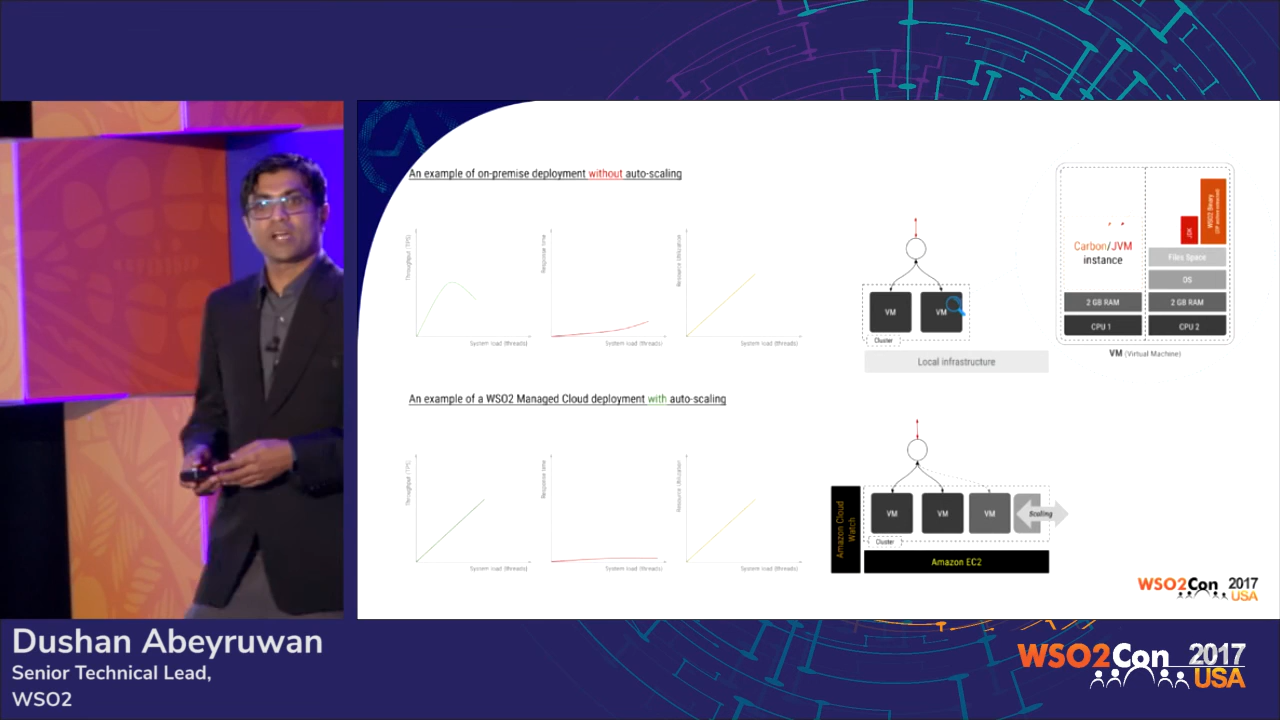 An example of on-premise deployment without auto-scaling
Throughput (TPS)
System load (threads)
Response time
System load (threads)
Resource Utilization
System load (threads)
VM
VM
Cluster
Local infrastructure
Carbon/JVM
instance
2 GB RAM
CPU 1
JDK
WSO2 Binary
Files Space
OS
2 GB RAM
CPU 2
VM (Virtual Machine)
An example of a WSO2 Managed Cloud deployment with auto-scaling
Throughput (TPS)
System load (threads)
Response time
System load (threads)
Resource Utilization
System load (threads)
Amazon Cloud
Watch
VM
VM
VM
Scaling
Cluster
Amazon EC2
WSO2Con 2017
USA
Dushan Abeyruwan
Senior Technical Lead,
WSO2
WSO2Con 2017
USA